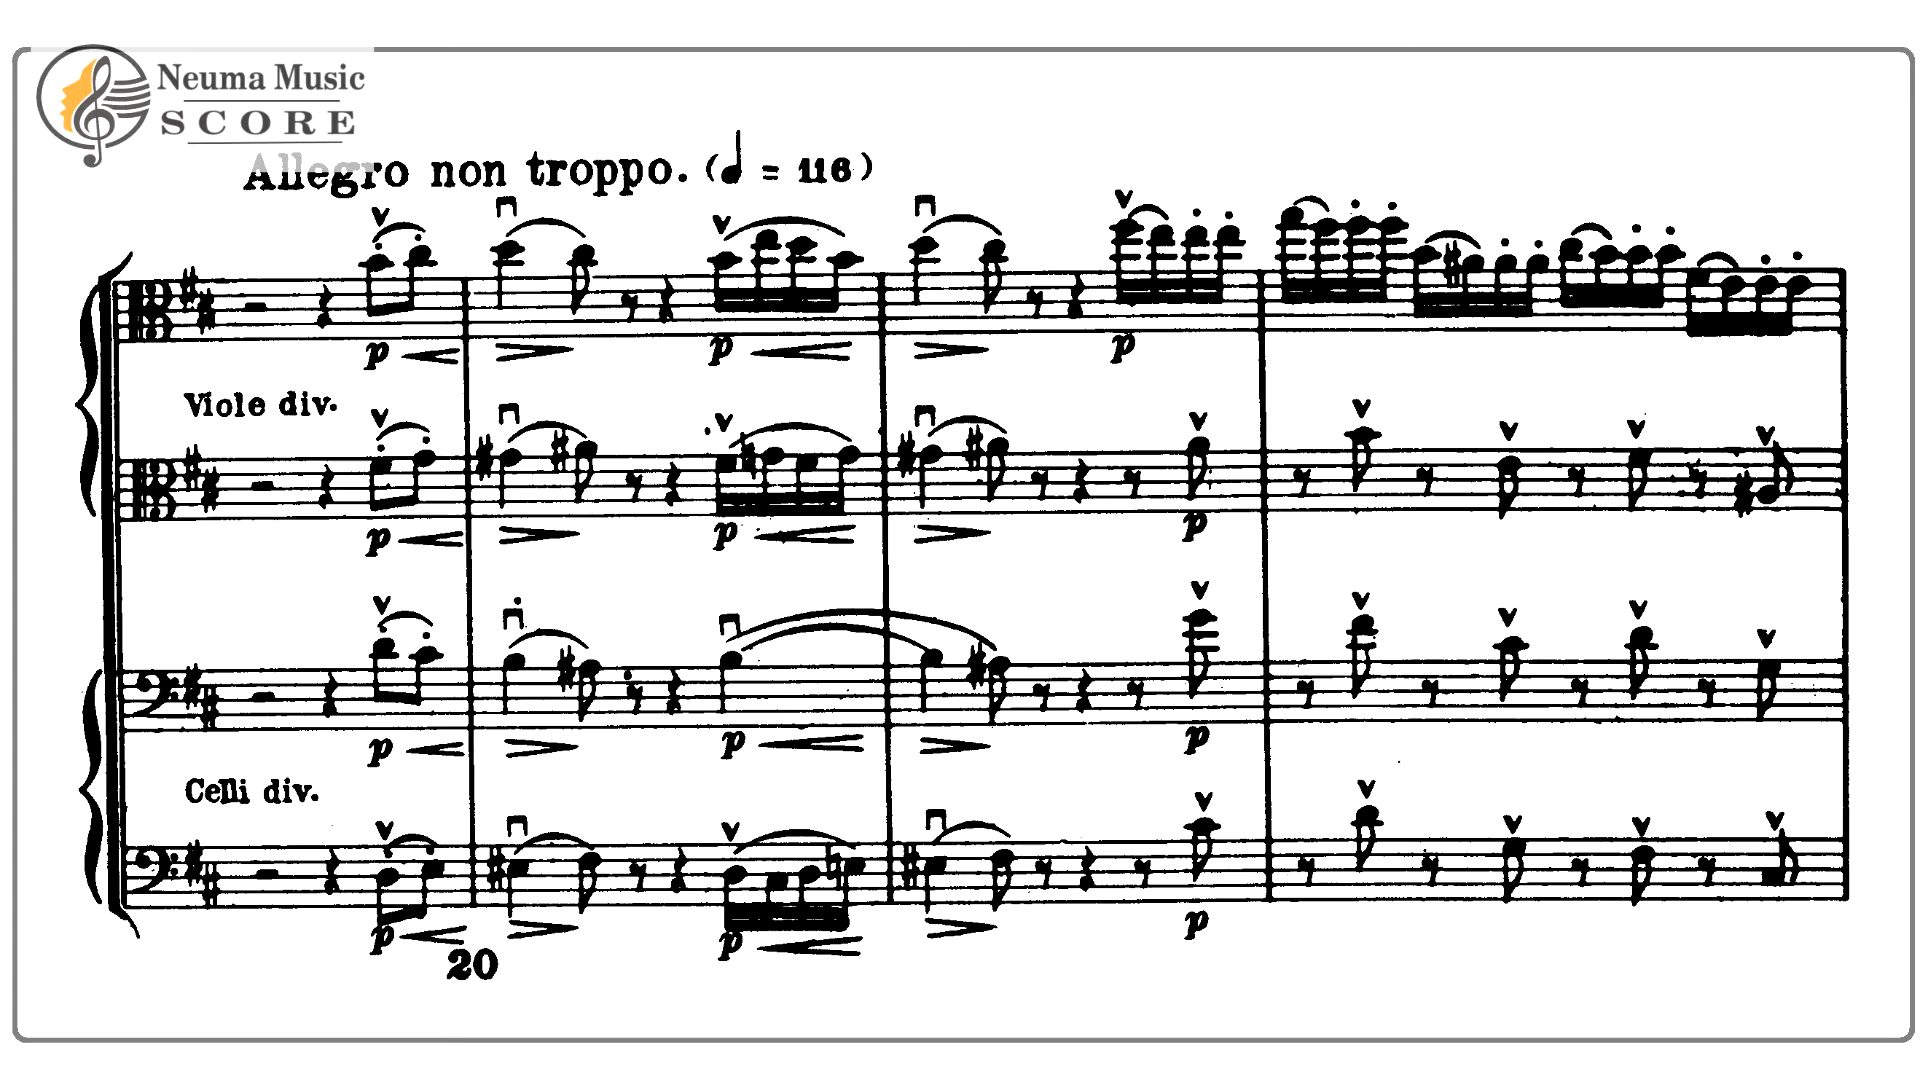 Neuma Music
SCORE
Allegro non troppo. (♩ = 116)
p p p
Viole div.
p p p
p p p
Celli div.
p p p
20